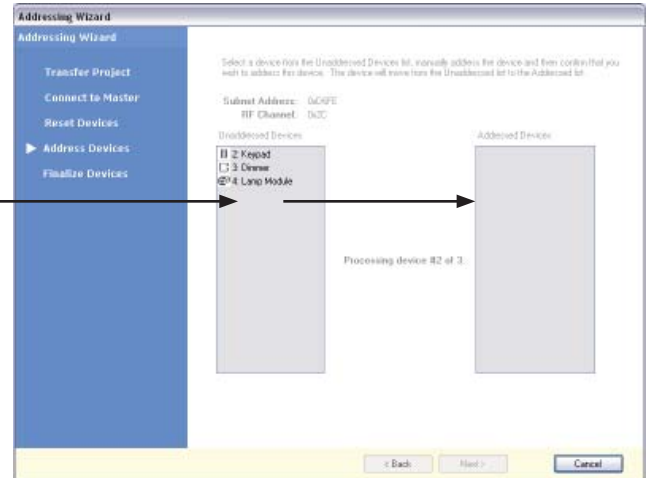 Addressing Wizard
Addressing Wizard
Transfer Project
Connect to Master
Reset Devices
Address Devices
Finalize Devices
Select a device from the Unaddressed Devices list, manually address the device and then confirm that you
wish to address this device. The device will move from the Unaddressed list to the Addressed list.
Subnet Address: 0xCAFE
RF Channel: 0x2C
Unaddressed Devices
Addressed Devices
2: Keypad
3: Dimmer
4: Lamp Module
Processing device #2 of 3.
< Back
Next >
Cancel